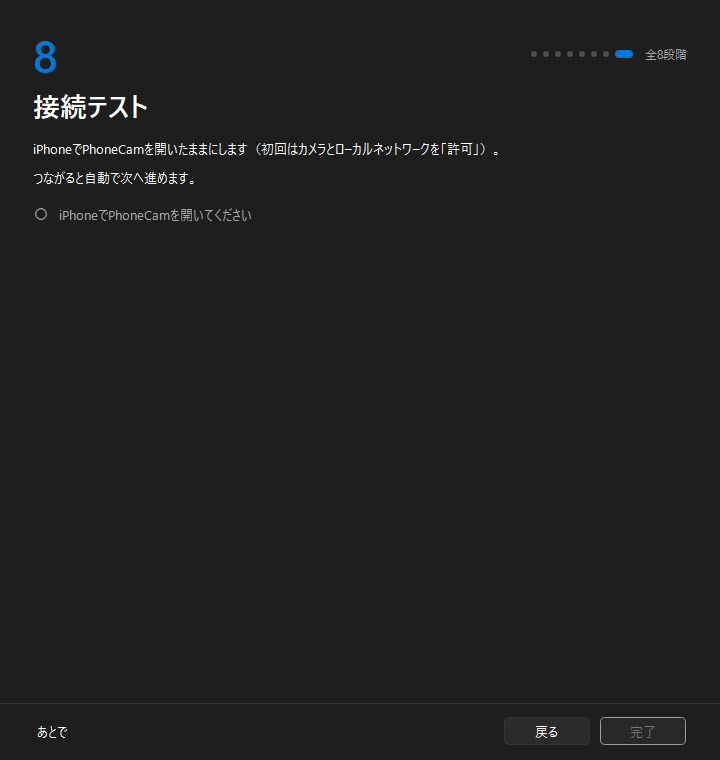 8
全8段階
接続テスト
iPhoneでPhoneCamを開いたままにします（初回はカメラとローカルネットワークを「許可」）。
つながると自動で次へ進めます。
iPhoneでPhoneCamを開いてください
あとで
戻る
完了